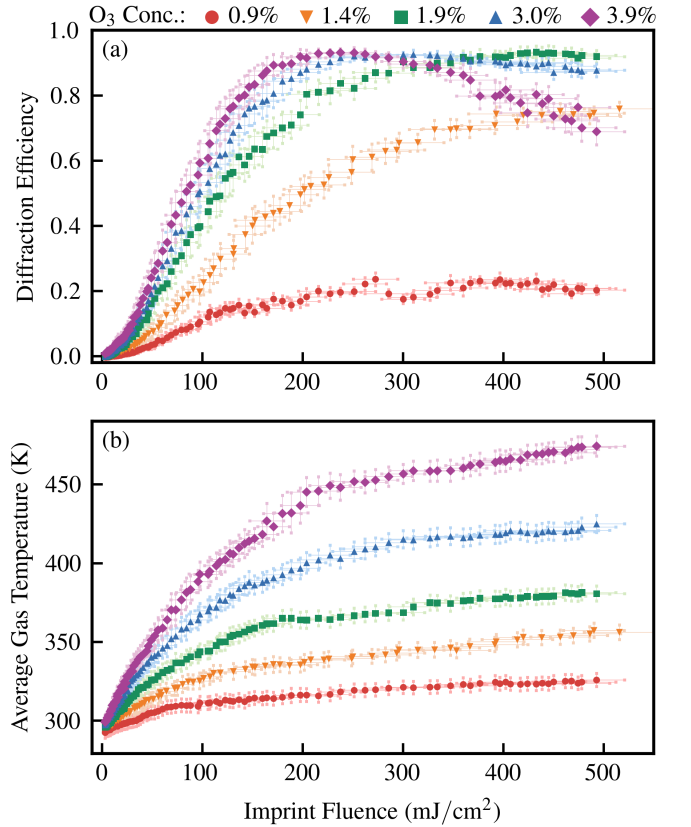 O₃ Conc.: 0.9% 1.4% 1.9% 3.0% 3.9%
(a)
Diffraction Efficiency
1.0
0.8
0.6
0.4
0.2
0.0
0 100 200 300 400 500
(b)
Average Gas Temperature (K)
450
400
350
300
0 100 200 300 400 500
Imprint Fluence (mJ/cm²)